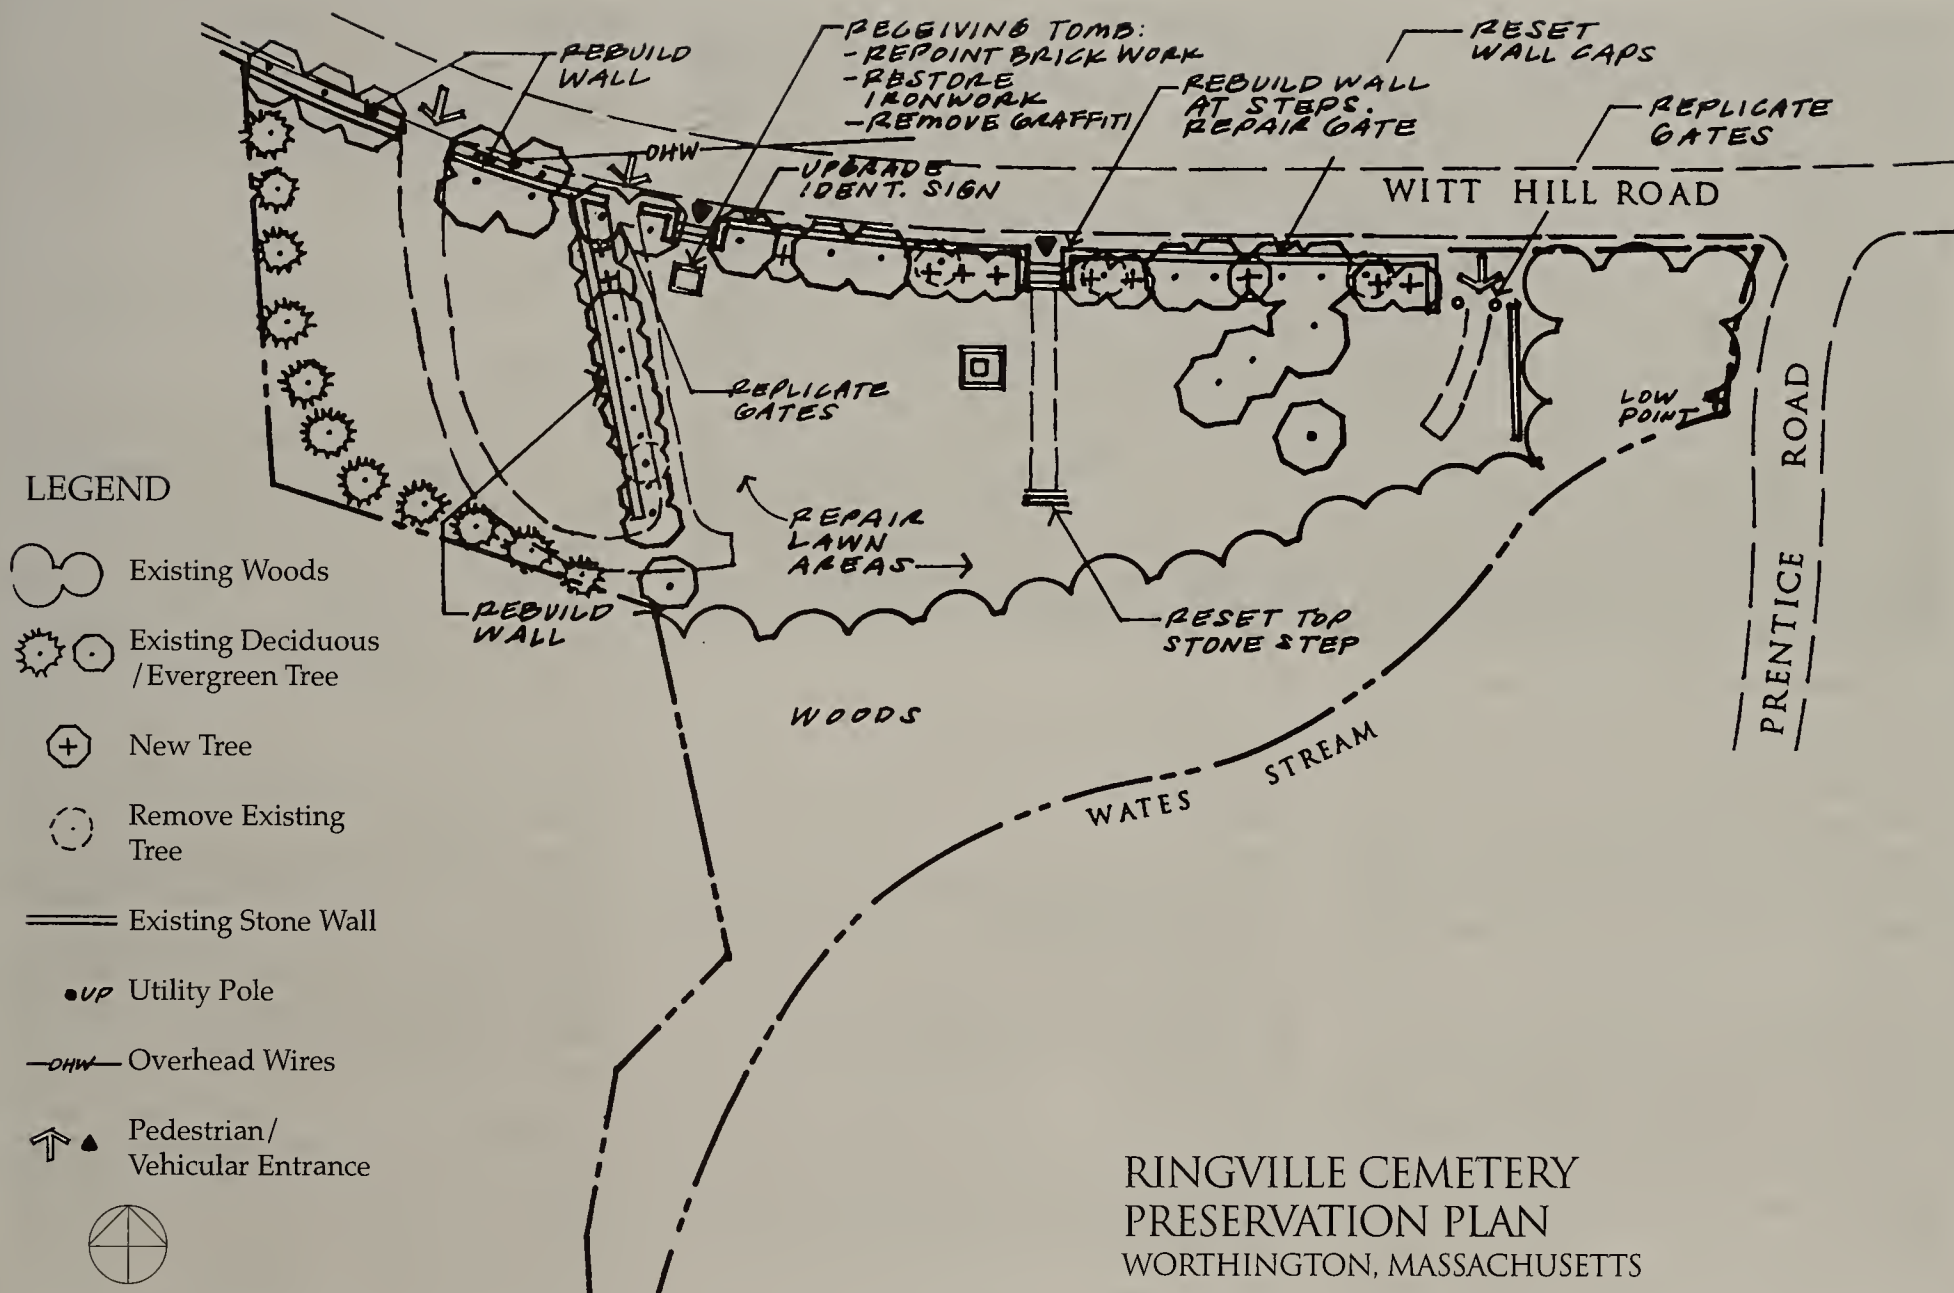 REBUILD
WALL
RECEIVING TOMB:
-REPOINT BRICK WORK
-RESTORE
IRONWORK
-REMOVE GRAFFITI
REBUILD WALL
AT STEPS.
REPAIR GATE
RESET
WALL CAPS
REPLICATE
GATES
OHW
UPGRADE
IDENT. SIGN
WITT HILL ROAD
REPLICATE
GATES
LOW
POINT
PRENTICE ROAD
REPAIR
LAWN
AREAS
REBUILD
WALL
RESET TOP
STONE STEP
WOODS
WATES STREAM
LEGEND
Existing Woods
Existing Deciduous
/Evergreen Tree
New Tree
Remove Existing
Tree
Existing Stone Wall
UP Utility Pole
OHW Overhead Wires
Pedestrian/
Vehicular Entrance
RINGVILLE CEMETERY
PRESERVATION PLAN
WORTHINGTON, MASSACHUSETTS